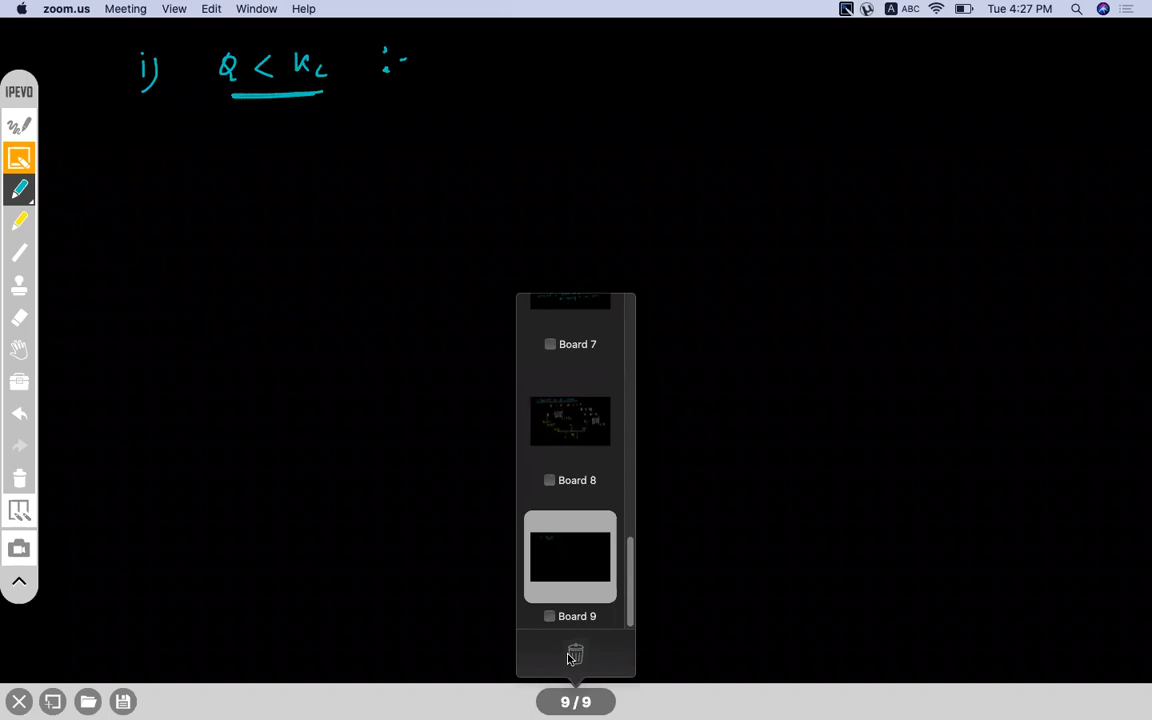 zoom.us Meeting View Edit Window Help A ABC Tue 4:27 PM
i) Q < Kc :-
IPEVO
Board 7
Board 8
Board 9
9 / 9